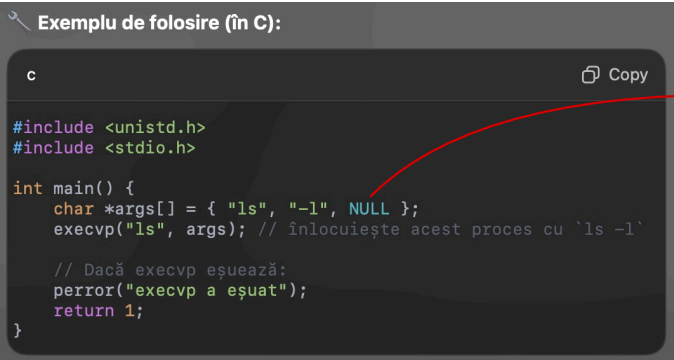 🔧 Exemplu de folosire (în C):
c
Copy
#include <unistd.h>
#include <stdio.h>
int main() {
    char *args[] = { "ls", "-l", NULL };
    execvp("ls", args); // înlocuiește acest proces cu `ls -l`
    // Dacă execvp eșuează:
    perror("execvp a eșuat");
    return 1;
}